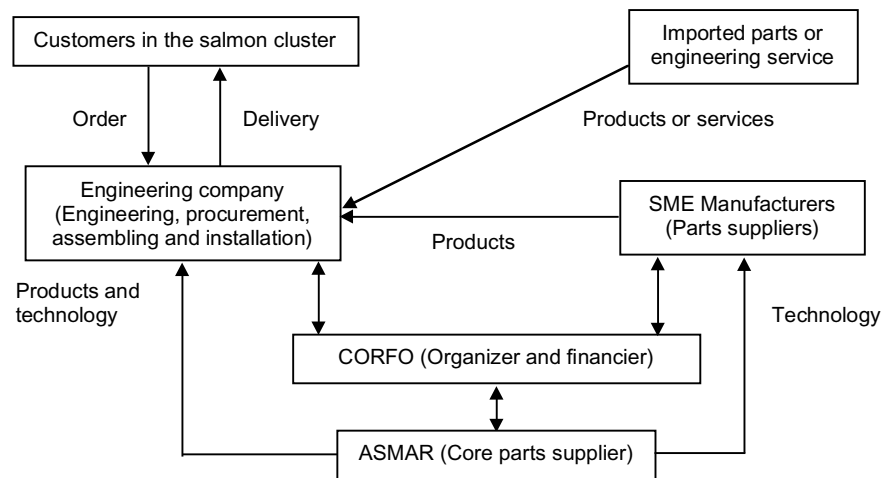 Customers in the salmon cluster
Imported parts or
engineering service
Order
Delivery
Products or services
Engineering company
(Engineering, procurement,
assembling and installation)
SME Manufacturers
(Parts suppliers)
Products
Products and
technology
Technology
CORFO (Organizer and financier)
ASMAR (Core parts supplier)